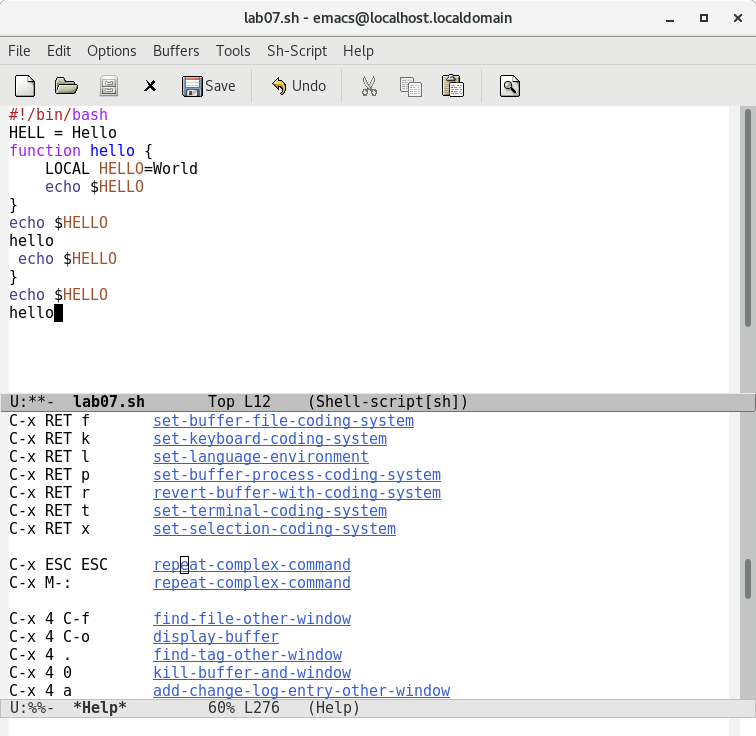 lab07.sh - emacs@localhost.localdomain
File Edit Options Buffers Tools Sh-Script Help
Save Undo
#!/bin/bash
HELL = Hello
function hello {
    LOCAL HELLO=World
    echo $HELLO
}
echo $HELLO
hello
 echo $HELLO
}
echo $HELLO
hello
U:**-  lab07.sh       Top L12    (Shell-script[sh])
C-x RET f       set-buffer-file-coding-system
C-x RET k       set-keyboard-coding-system
C-x RET l       set-language-environment
C-x RET p       set-buffer-process-coding-system
C-x RET r       revert-buffer-with-coding-system
C-x RET t       set-terminal-coding-system
C-x RET x       set-selection-coding-system
C-x ESC ESC     repeat-complex-command
C-x M-:         repeat-complex-command
C-x 4 C-f       find-file-other-window
C-x 4 C-o       display-buffer
C-x 4 .         find-tag-other-window
C-x 4 0         kill-buffer-and-window
C-x 4 a         add-change-log-entry-other-window
U:%%-  *Help*         60% L276   (Help)